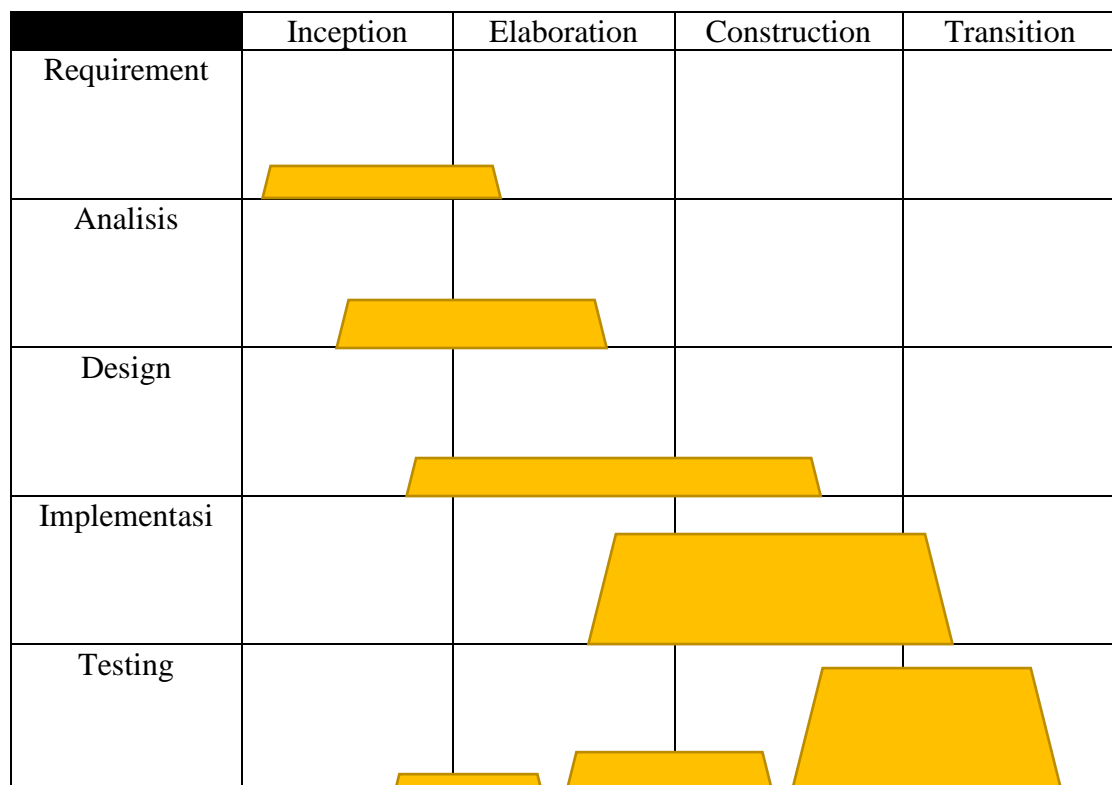 Inception Elaboration Construction Transition
Requirement
Analisis
Design
Implementasi
Testing